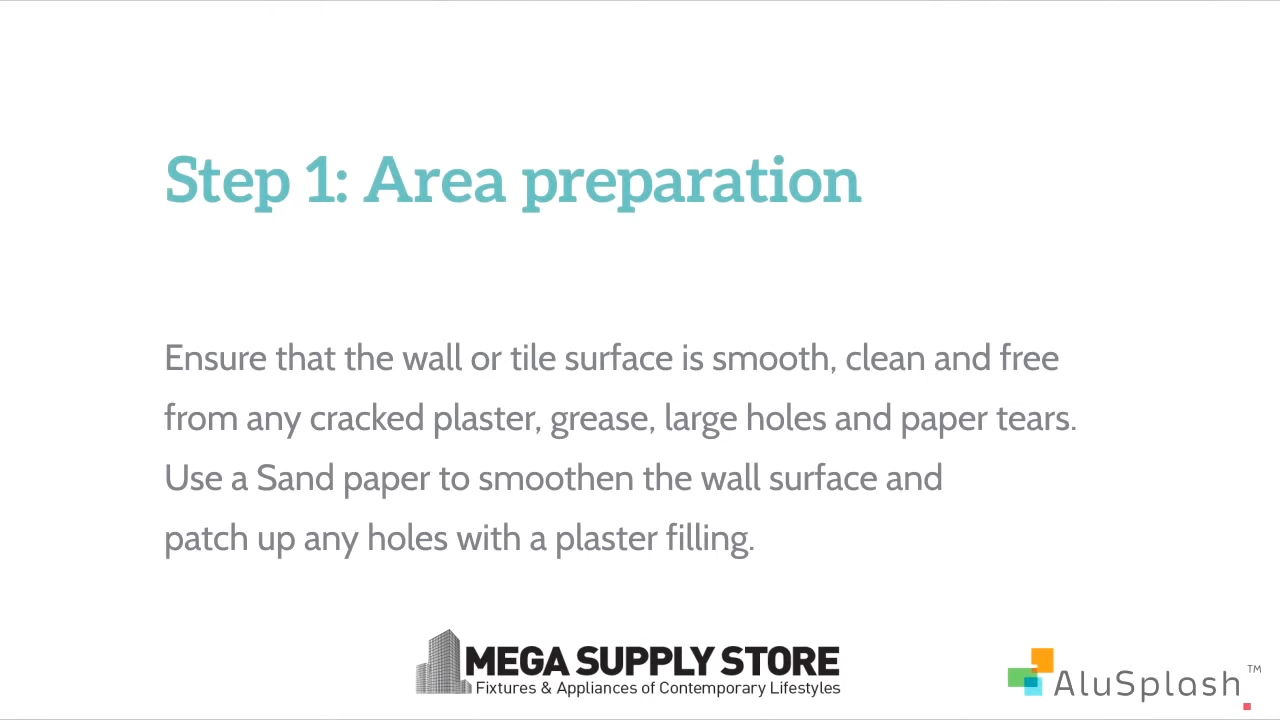 Step 1: Area preparation
Ensure that the wall or tile surface is smooth, clean and free
from any cracked plaster, grease, large holes and paper tears.
Use a Sand paper to smoothen the wall surface and
patch up any holes with a plaster filling.
MEGA SUPPLY STORE
Fixtures & Appliances of Contemporary Lifestyles
AluSplash™